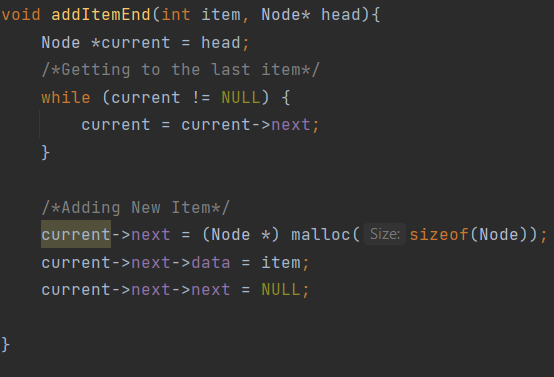 void addItemEnd(int item, Node* head){
Node *current = head;
/*Getting to the last item*/
while (current != NULL) {
current = current->next;
}
/*Adding New Item*/
current->next = (Node *) malloc( Size: sizeof(Node));
current->next->data = item;
current->next->next = NULL;
}